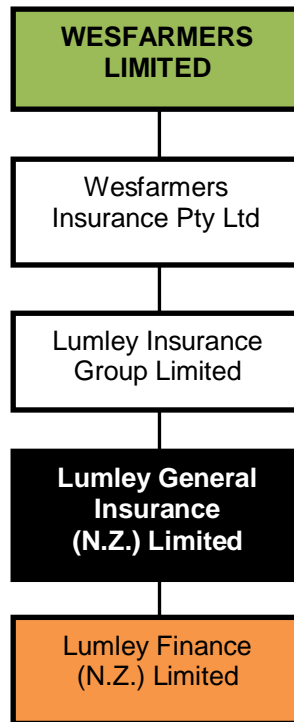 WESFARMERS
LIMITED
Wesfarmers
Insurance Pty Ltd
Lumley Insurance
Group Limited
Lumley General
Insurance
(N.Z.) Limited
Lumley Finance
(N.Z.) Limited